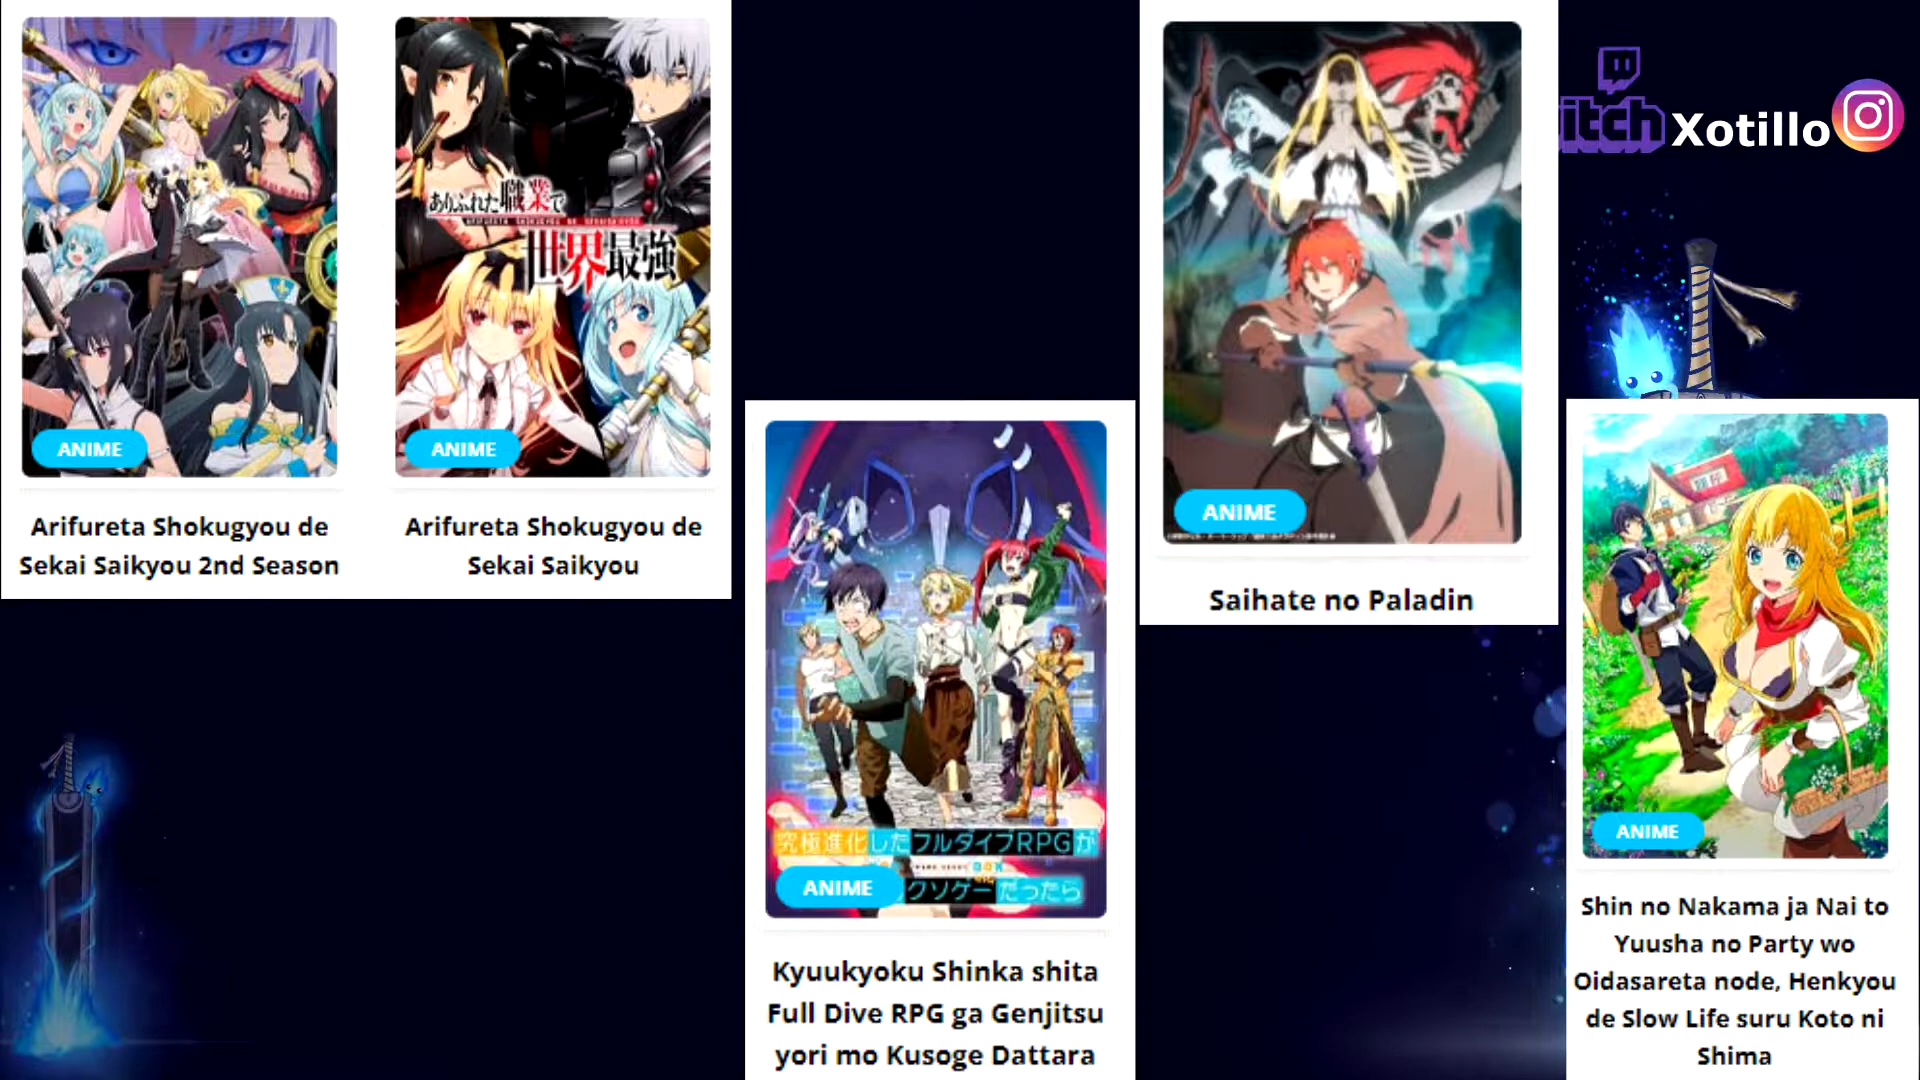 ありふれた職業で
ARIFURETA SHOKUGYOU DE SEKAISAIKYOU
世界最強
ANIME
Arifureta Shokugyou de
Sekai Saikyou 2nd Season
ANIME
Arifureta Shokugyou de
Sekai Saikyou
究極進化したフルダイブRPGが
クソゲーだったら
ANIME
Kyuukyoku Shinka shita
Full Dive RPG ga Genjitsu
yori mo Kusoge Dattara
ANIME
Saihate no Paladin
itch Xotillo
ANIME
Shin no Nakama ja Nai to
Yuusha no Party wo
Oidasareta node, Henkyou
de Slow Life suru Koto ni
Shima